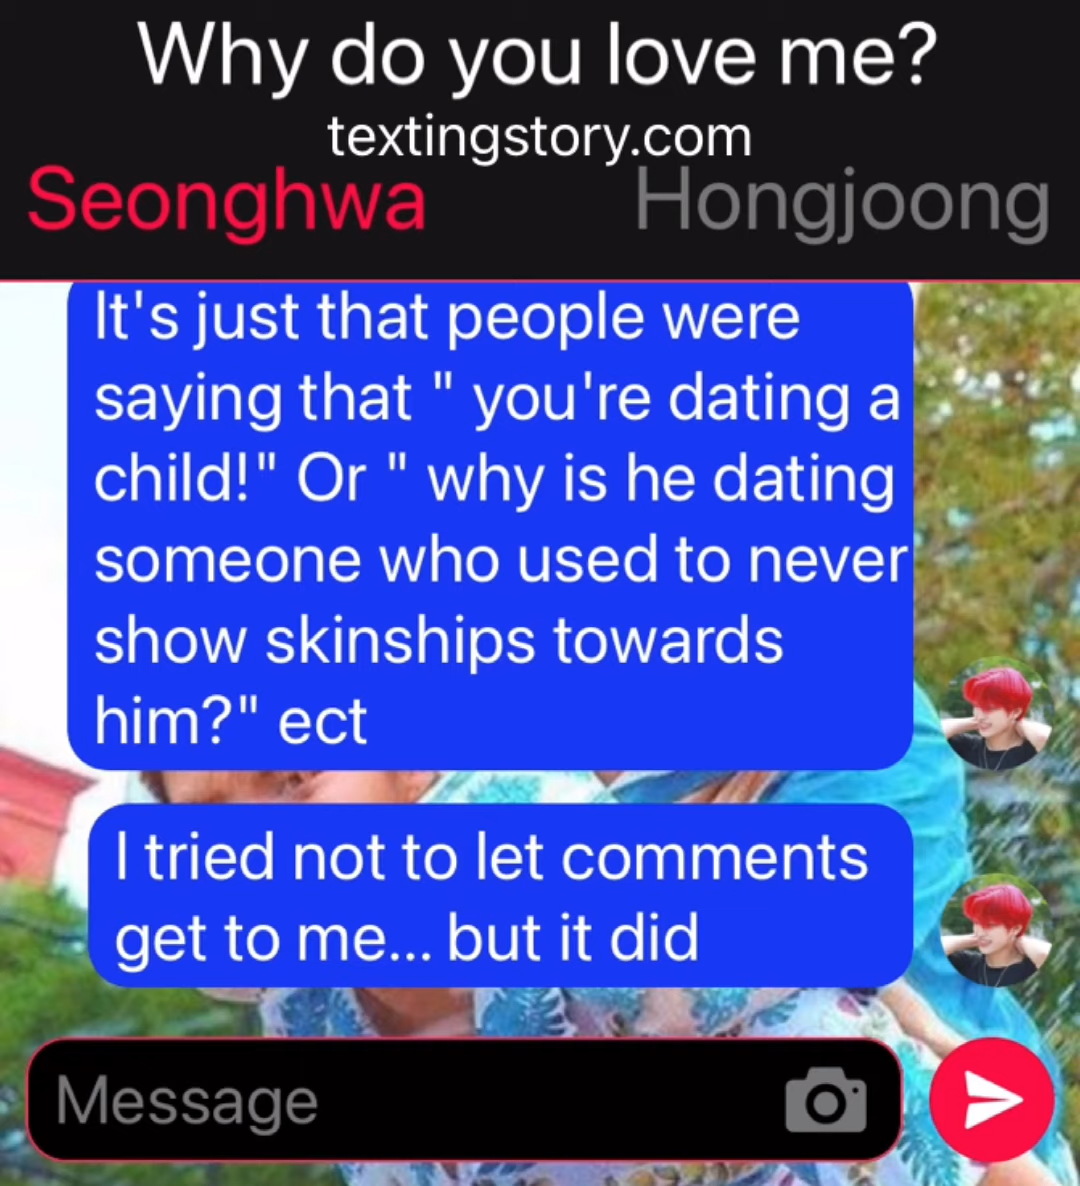 Why do you love me?
textingstory.com
Seonghwa Hongjoong
It's just that people were
saying that " you're dating a
child!" Or " why is he dating
someone who used to never
show skinships towards
him?" ect
I tried not to let comments
get to me... but it did
Message